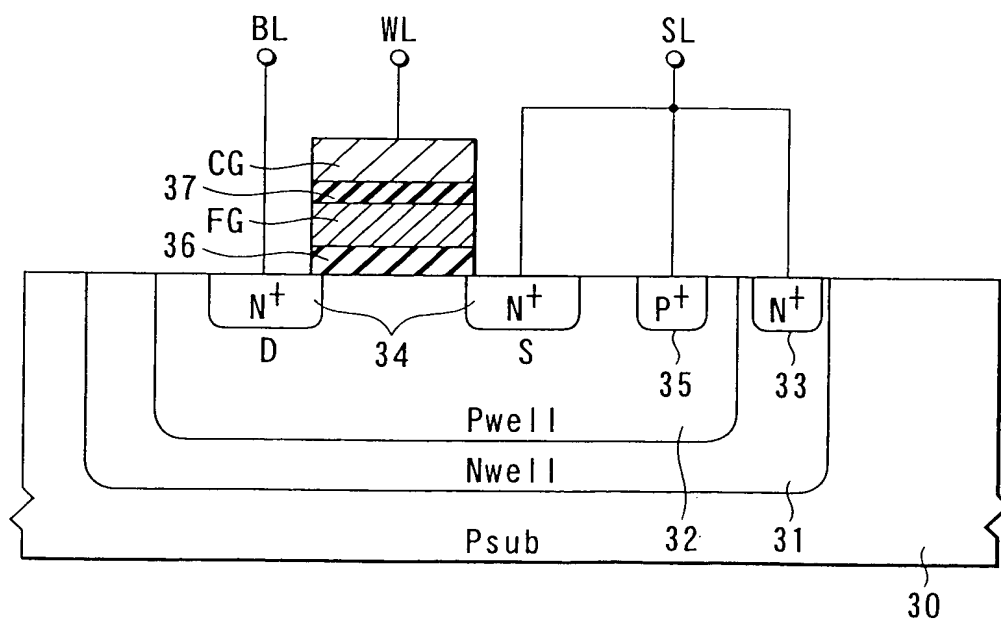 BL WL SL
CG
37
FG
36
N+ N+ P+ N+
D 34 S 35 33
Pwell
Nwell
Psub 32 31
30